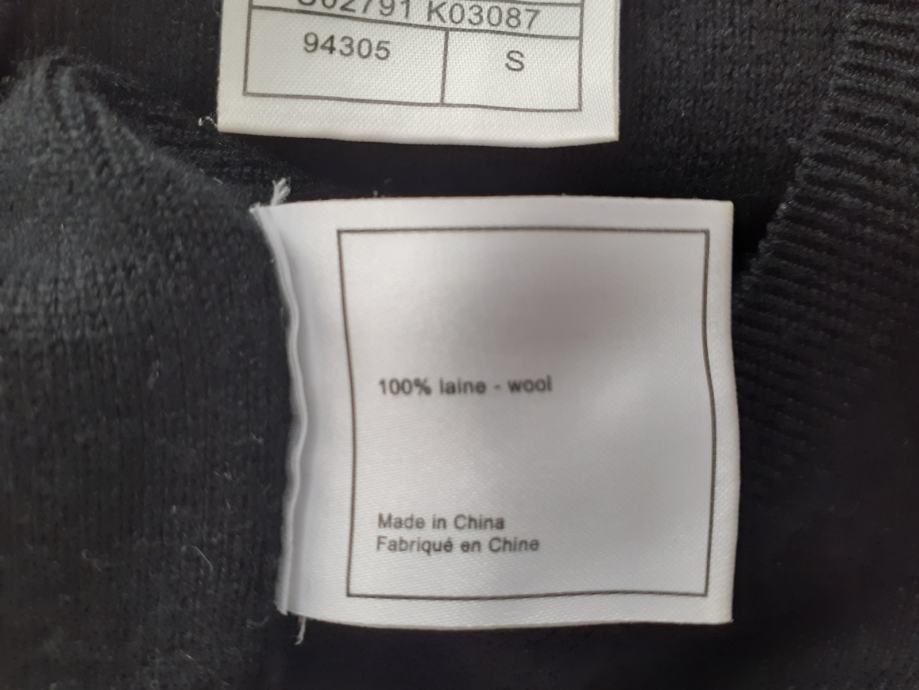 K03087
94305 S
100% laine - wool
Made in China
Fabriqué en Chine